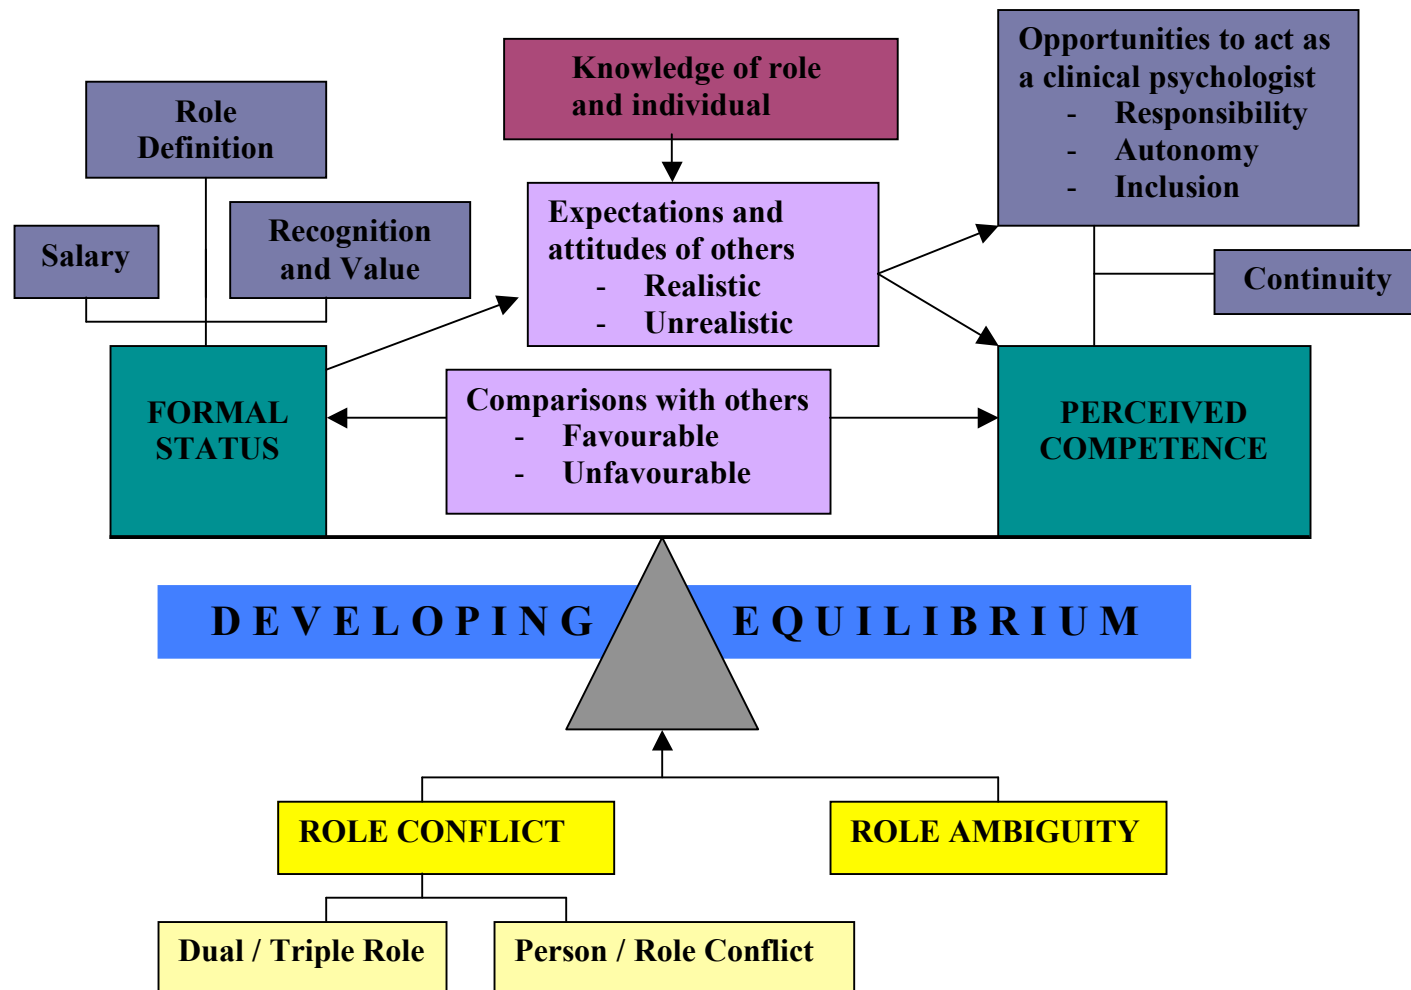 Knowledge of role
and individual
Opportunities to act as
a clinical psychologist
- Responsibility
- Autonomy
- Inclusion
Role
Definition
Salary
Recognition
and Value
Expectations and
attitudes of others
- Realistic
- Unrealistic
Continuity
FORMAL
STATUS
Comparisons with others
- Favourable
- Unfavourable
PERCEIVED
COMPETENCE
DEVELOPING EQUILIBRIUM
ROLE CONFLICT
ROLE AMBIGUITY
Dual / Triple Role
Person / Role Conflict